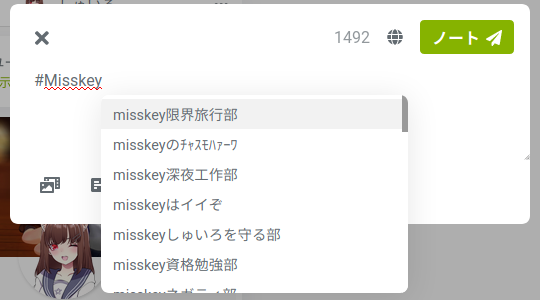 1492
ノート
#Misskey
misskey限界旅行部
misskeyのﾁｬｽﾓﾊｧｰﾜ
misskey深夜工作部
misskeyはイイぞ
misskeyしゅいろを守る部
misskey資格勉強部